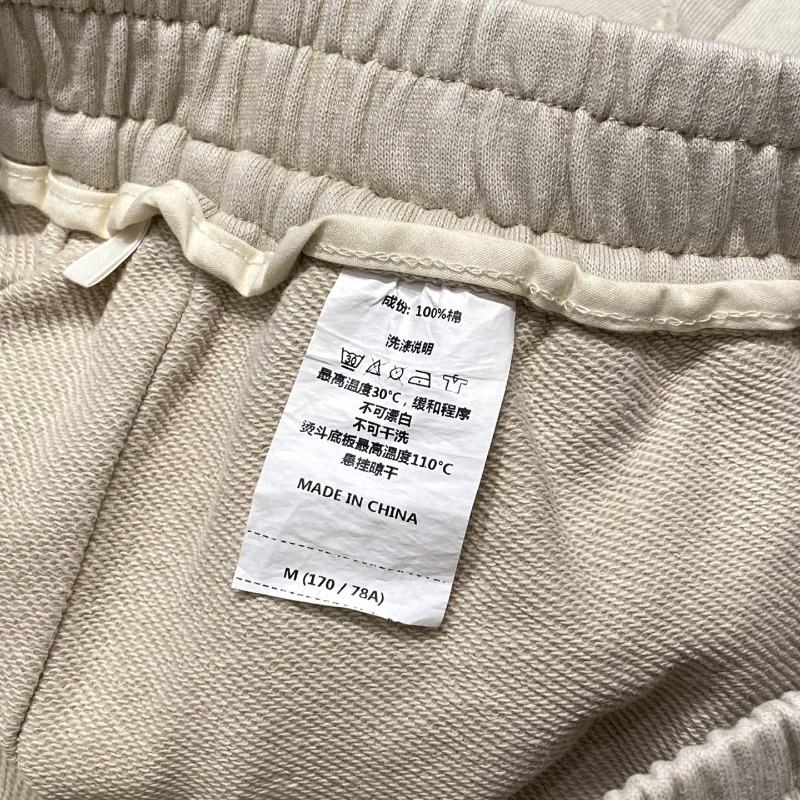 成份: 100%棉
洗涤说明
30
最高温度30°C，缓和程序
不可漂白
不可干洗
熨斗底板最高温度110°C
悬挂晾干
MADE IN CHINA
M (170 / 78A)